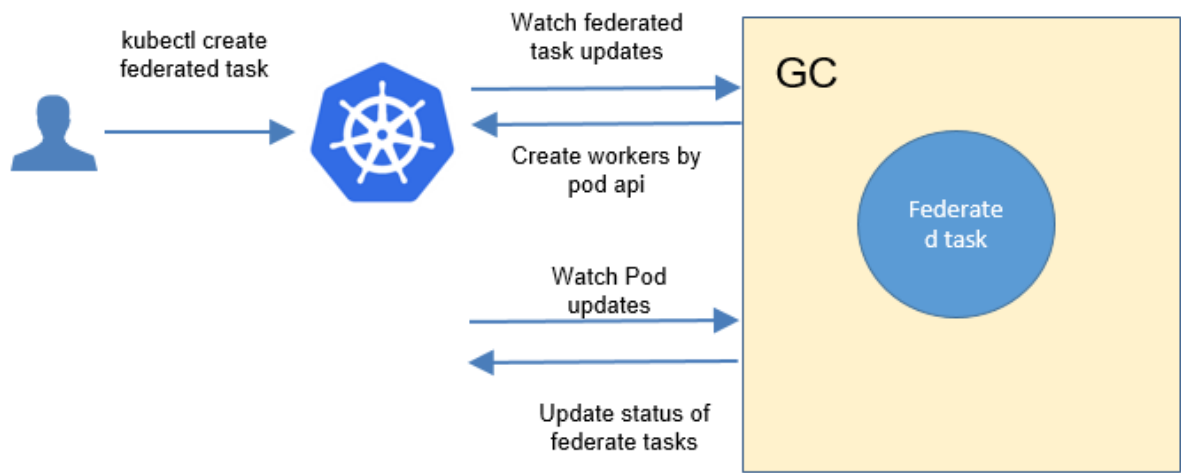 kubectl create
federated task
Watch federated
task updates
Create workers by
pod api
GC
Federate
d task
Watch Pod
updates
Update status of
federate tasks